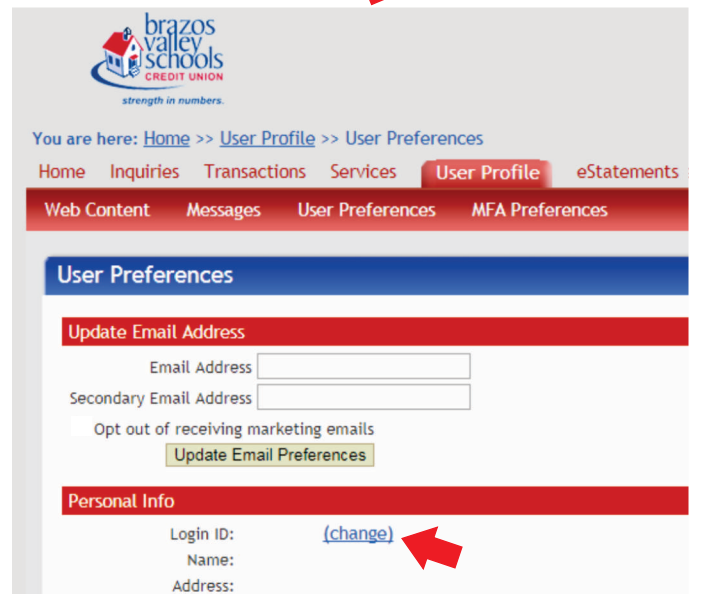 brazos
valley
schools
CREDIT UNION
strength in numbers.
You are here: Home >> User Profile >> User Preferences
Home Inquiries Transactions Services User Profile eStatements
Web Content Messages User Preferences MFA Preferences
User Preferences
Update Email Address
Email Address
Secondary Email Address
Opt out of receiving marketing emails
Update Email Preferences
Personal Info
Login ID: (change)
Name:
Address: